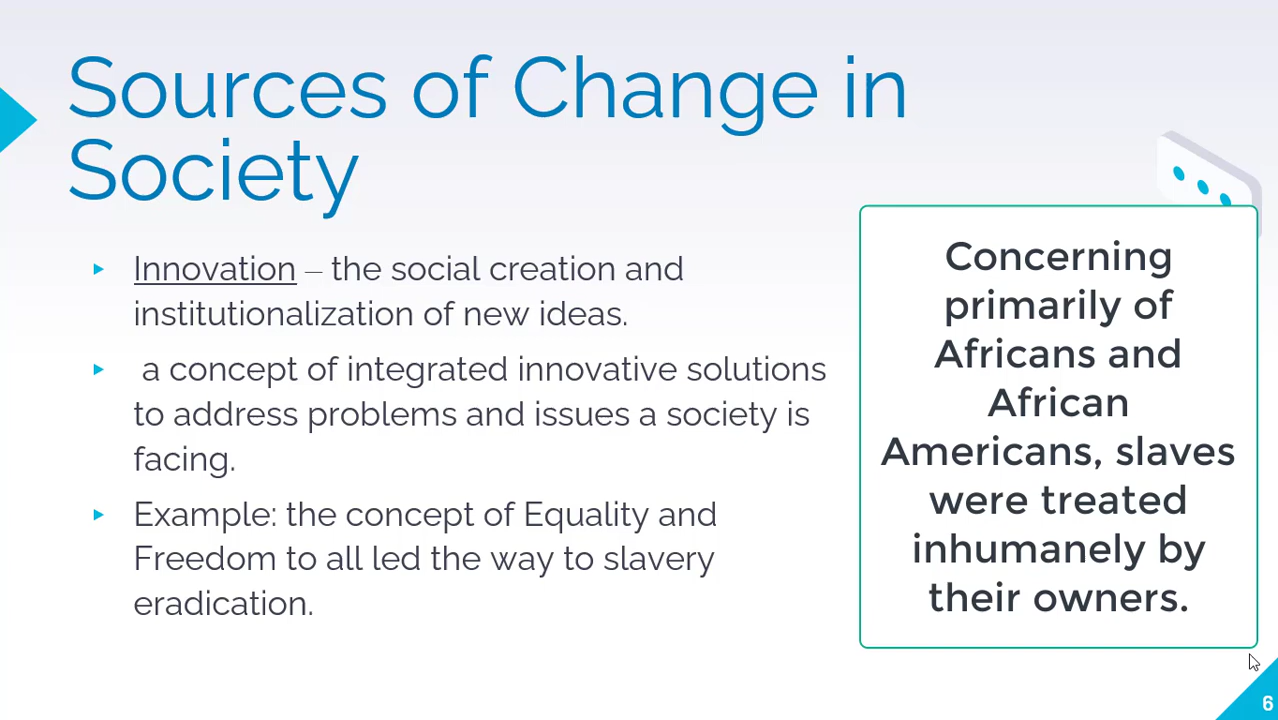 Sources of Change in
Society
Innovation – the social creation and
institutionalization of new ideas.
a concept of integrated innovative solutions
to address problems and issues a society is
facing.
Example: the concept of Equality and
Freedom to all led the way to slavery
eradication.
Concerning
primarily of
Africans and
African
Americans, slaves
were treated
inhumanely by
their owners.
6